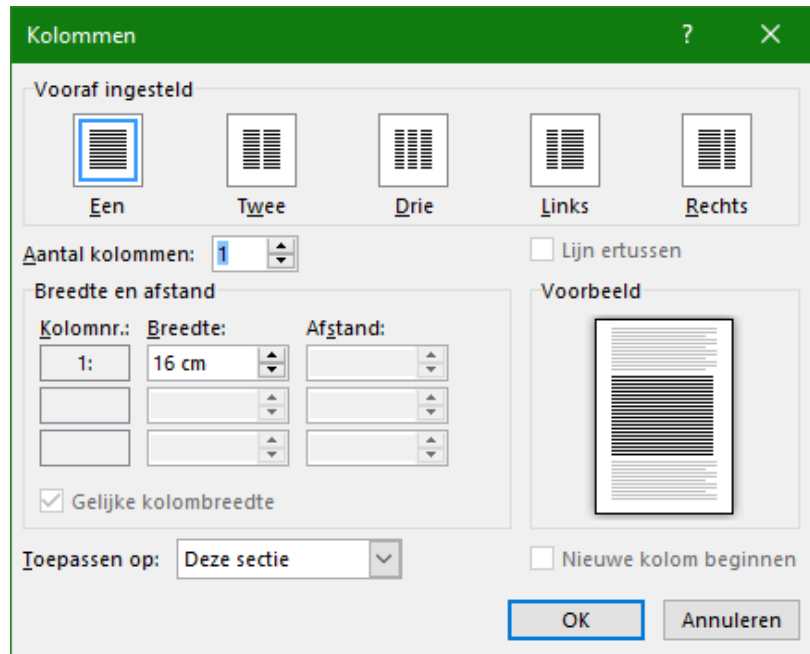 Kolommen
Vooraf ingesteld
Een Twee Drie Links Rechts
Aantal kolommen: 1 Lijn ertussen
Breedte en afstand Voorbeeld
Kolomnr.: Breedte: Afstand:
1: 16 cm
Gelijke kolombreedte
Toepassen op: Deze sectie Nieuwe kolom beginnen
OK Annuleren